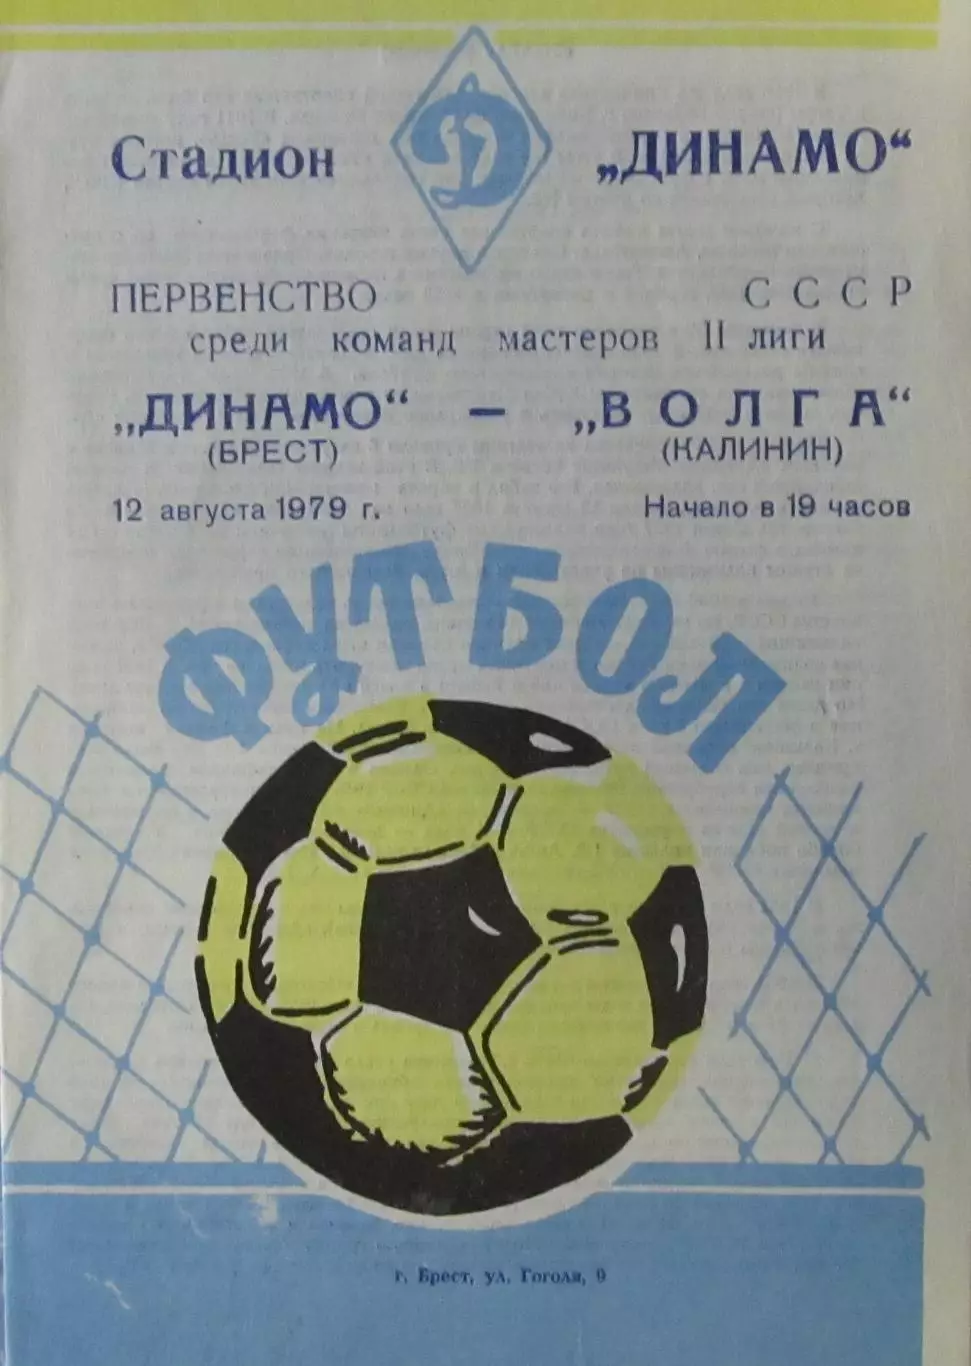 Стадион „ДИНАМО“
ПЕРВЕНСТВО СССР
среди команд мастеров II лиги
„ДИНАМО“ — „ВОЛГА“
(БРЕСТ) (КАЛИНИН)
12 августа 1979 г. Начало в 19 часов
ФУТБОЛ
г. Брест, ул. Гоголя, 9